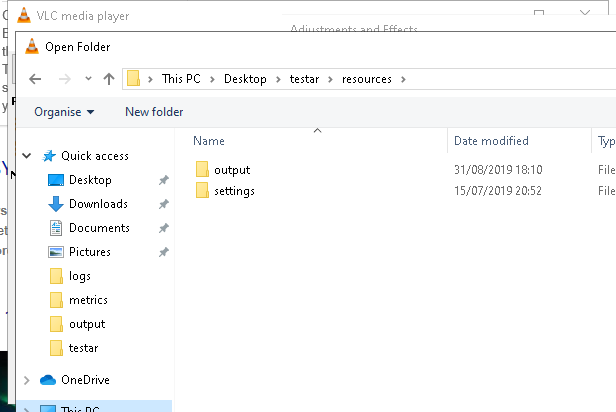 VLC media player
Adjustments and Effects
Open Folder
This PC > Desktop > testar > resources >
Organise New folder
Name Date modified Typ
Quick access
output 31/08/2019 18:10 File
Desktop
settings 15/07/2019 20:52 File
Downloads
Documents
Pictures
logs
metrics
output
testar
OneDrive
This PC